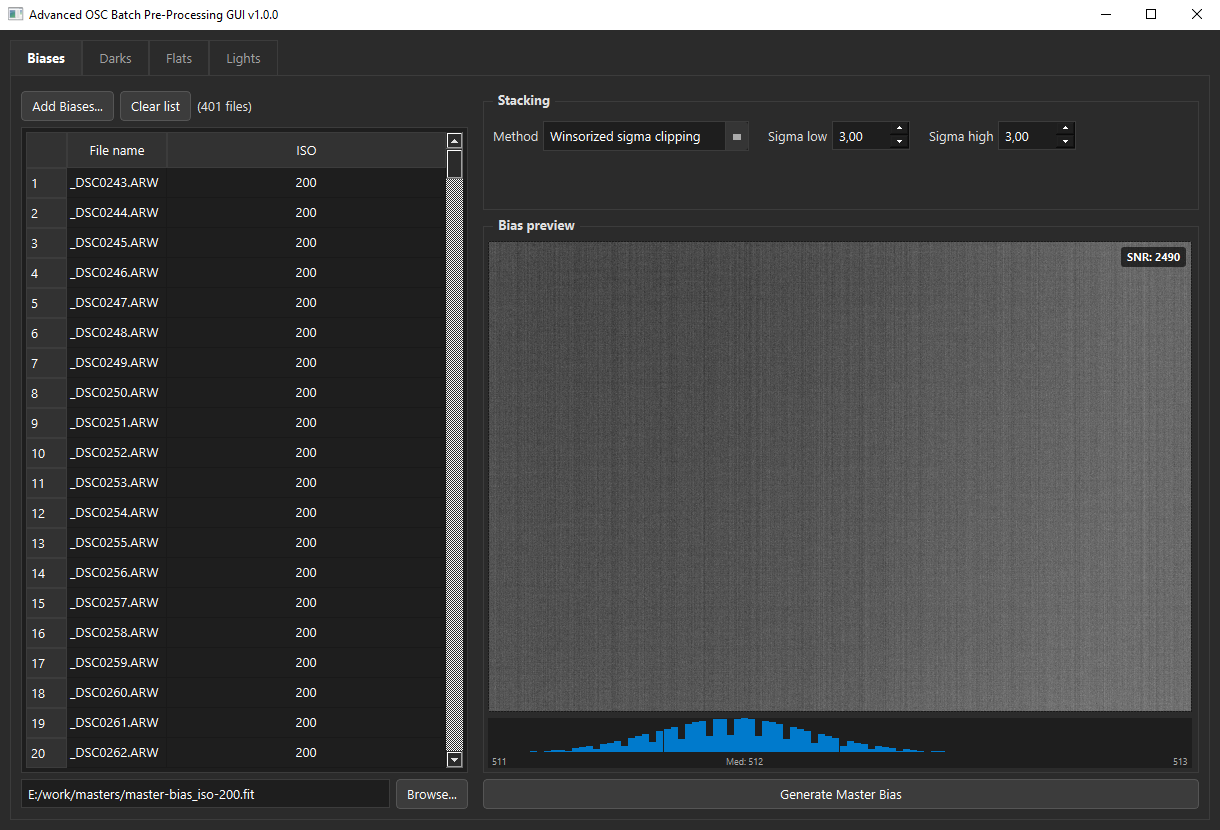 Advanced OSC Batch Pre-Processing GUI v1.0.0
Biases Darks Flats Lights
Add Biases... Clear list (401 files)
File name ISO
1 _DSC0243.ARW 200
2 _DSC0244.ARW 200
3 _DSC0245.ARW 200
4 _DSC0246.ARW 200
5 _DSC0247.ARW 200
6 _DSC0248.ARW 200
7 _DSC0249.ARW 200
8 _DSC0250.ARW 200
9 _DSC0251.ARW 200
10 _DSC0252.ARW 200
11 _DSC0253.ARW 200
12 _DSC0254.ARW 200
13 _DSC0255.ARW 200
14 _DSC0256.ARW 200
15 _DSC0257.ARW 200
16 _DSC0258.ARW 200
17 _DSC0259.ARW 200
18 _DSC0260.ARW 200
19 _DSC0261.ARW 200
20 _DSC0262.ARW 200
E:/work/masters/master-bias_iso-200.fit Browse...
Stacking
Method Winsorized sigma clipping Sigma low 3,00 Sigma high 3,00
Bias preview
SNR: 2490
511 Med: 512 513
Generate Master Bias